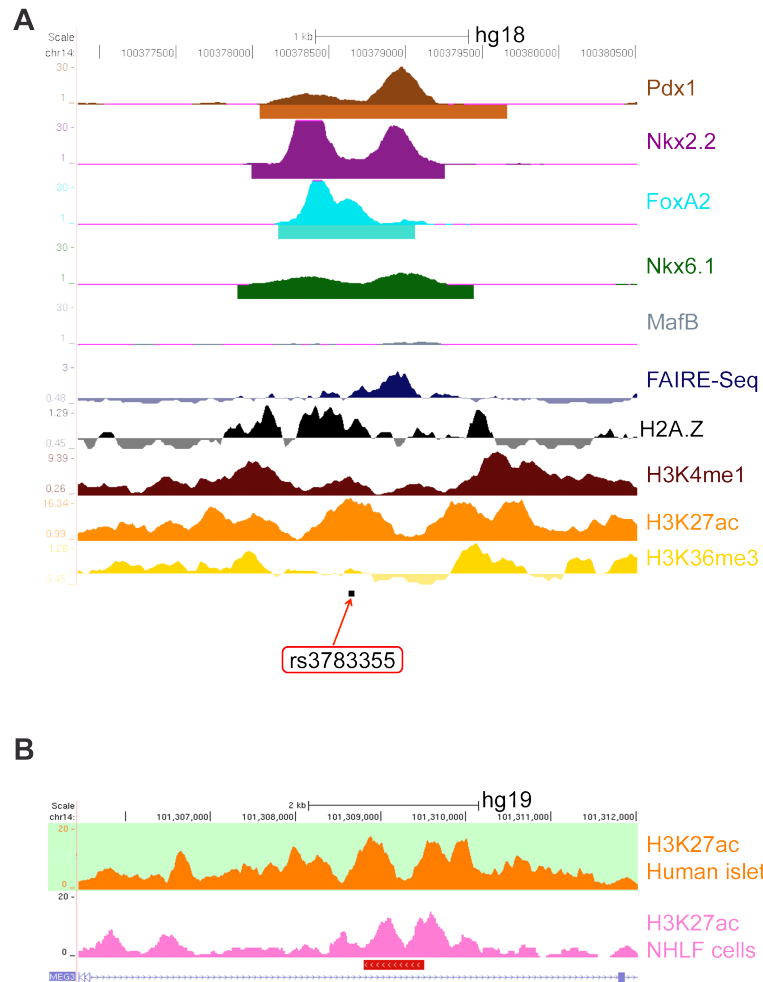 A
Scale 1 kb hg18
chr14: 100377500 100378000 100378500 100379000 100379500 100380000 100380500
30 -
1 _
Pdx1
30 -
1 _
Nkx2.2
30 -
1 _
FoxA2
30 -
1 _
Nkx6.1
30 -
1 _
MafB
3 -
0.48 _
FAIRE-Seq
1.29 -
0.45 _
H2A.Z
9.39 -
0.26 _
H3K4me1
16.34 -
0.99 _
H3K27ac
1.26 -
0.45 _
H3K36me3
rs3783355
B
Scale 2 kb hg19
chr14: 101,307,000 101,308,000 101,309,000 101,310,000 101,311,000 101,312,000
20 -
0 _
H3K27ac
Human islet
20 -
0 _
H3K27ac
NHLF cells
MEG3